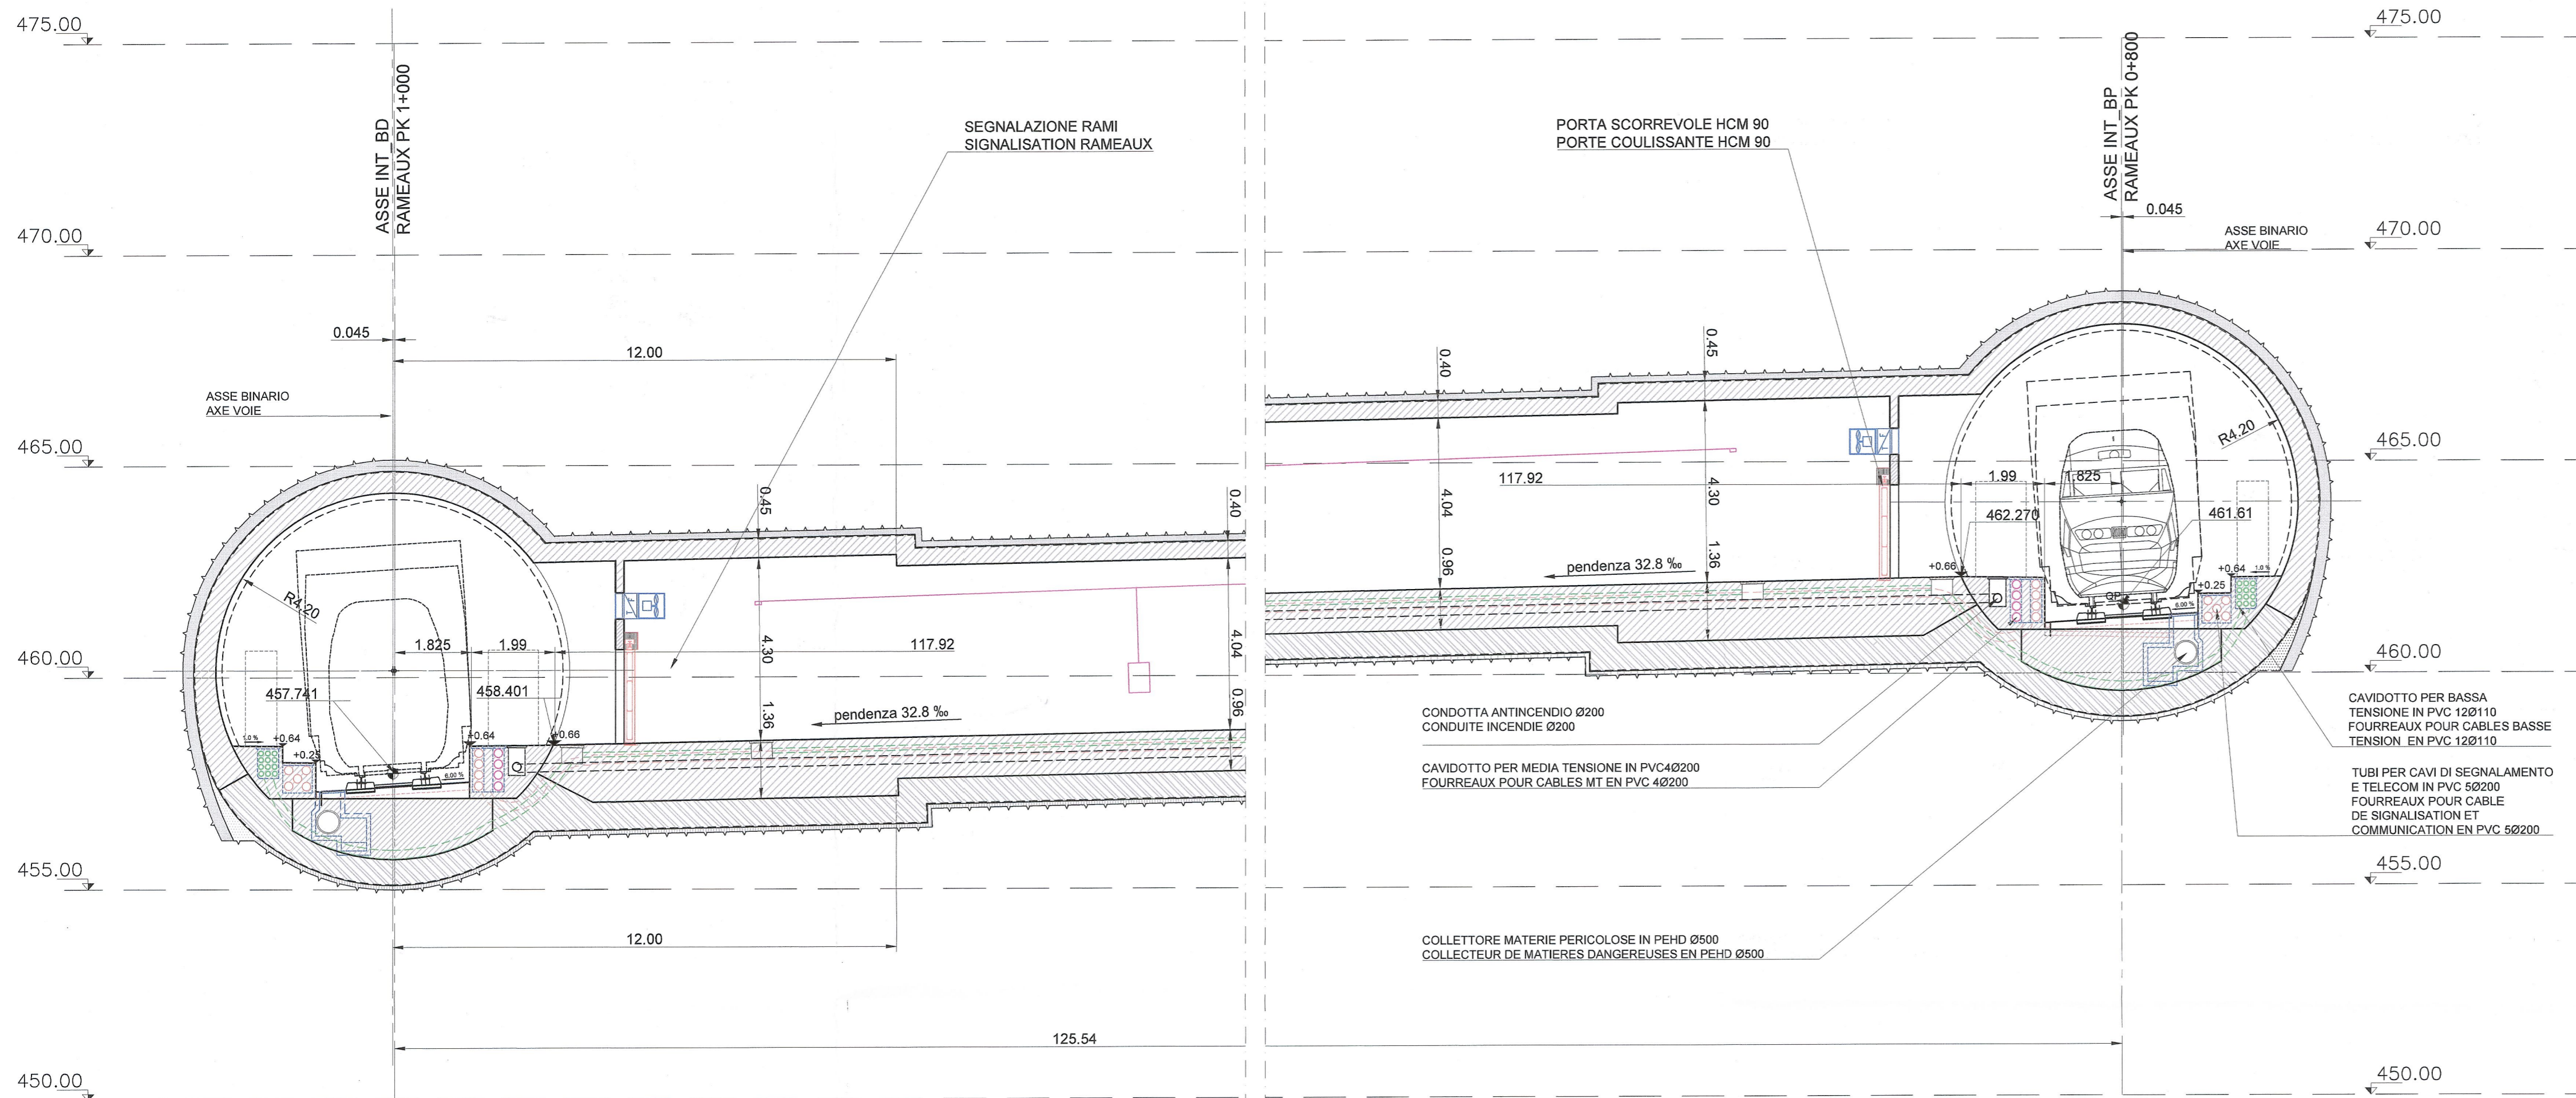 475.00
475.00
470.00
470.00
465.00
465.00
460.00
460.00
455.00
455.00
450.00
450.00
ASSE INT_BD
RAMEAUX PK 1+000
0.045
12.00
ASSE BINARIO
AXE VOIE
SEGNALAZIONE RAMI
SIGNALISATION RAMEAUX
R4.20
1.825
1.99
117.92
457.741
458.401
1.0 %
+0.64
+0.25
6.00 %
+0.64
+0.66
0.45
4.30
1.36
pendenza 32.8 ‰
0.40
4.04
0.96
12.00
125.54
PORTA SCORREVOLE HCM 90
PORTE COULISSANTE HCM 90
ASSE INT_BP
RAMEAUX PK 0+800
0.045
ASSE BINARIO
AXE VOIE
0.40
4.04
0.96
0.45
4.30
1.36
117.92
pendenza 32.8 ‰
R4.20
1.99
1.825
462.270
461.61
+0.66
QP
+0.64
+0.25
1.0 %
6.00 %
CONDOTTA ANTINCENDIO Ø200
CONDUITE INCENDIE Ø200
CAVIDOTTO PER MEDIA TENSIONE IN PVC4Ø200
FOURREAUX POUR CABLES MT EN PVC 4Ø200
COLLETTORE MATERIE PERICOLOSE IN PEHD Ø500
COLLECTEUR DE MATIERES DANGEREUSES EN PEHD Ø500
CAVIDOTTO PER BASSA
TENSIONE IN PVC 12Ø110
FOURREAUX POUR CABLES BASSE
TENSION EN PVC 12Ø110
TUBI PER CAVI DI SEGNALAMENTO
E TELECOM IN PVC 5Ø200
FOURREAUX POUR CABLE
DE SIGNALISATION ET
COMMUNICATION EN PVC 5Ø200